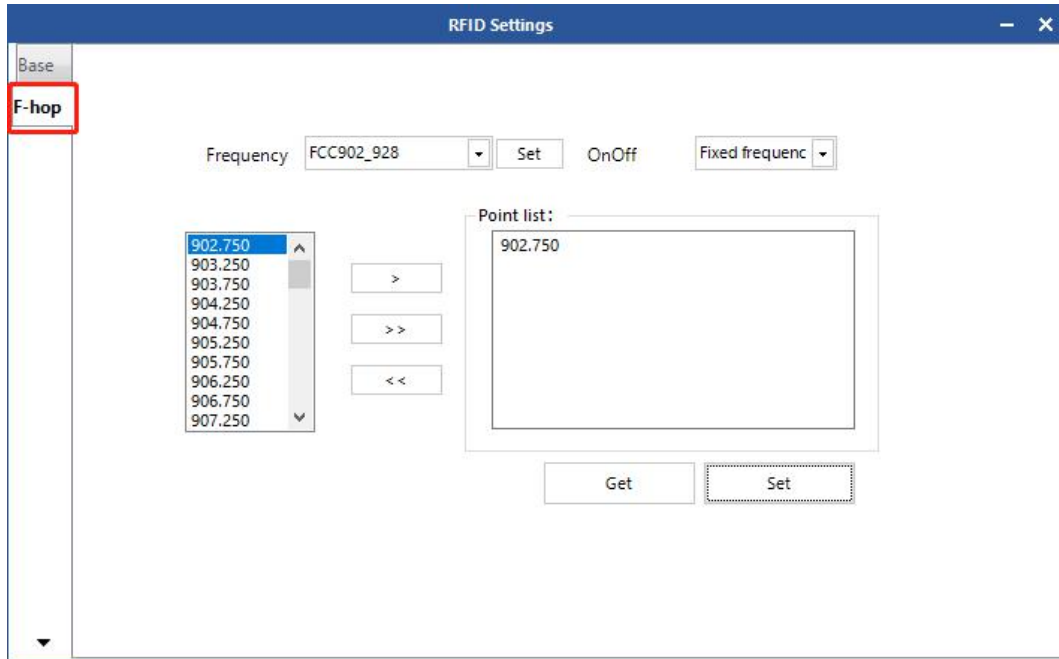 RFID Settings
Base
F-hop
Frequency FCC902_928 Set OnOff Fixed frequenc
Point list:
902.750
903.250
903.750
904.250
904.750
905.250
905.750
906.250
906.750
907.250
>
>>
<<
902.750
Get Set